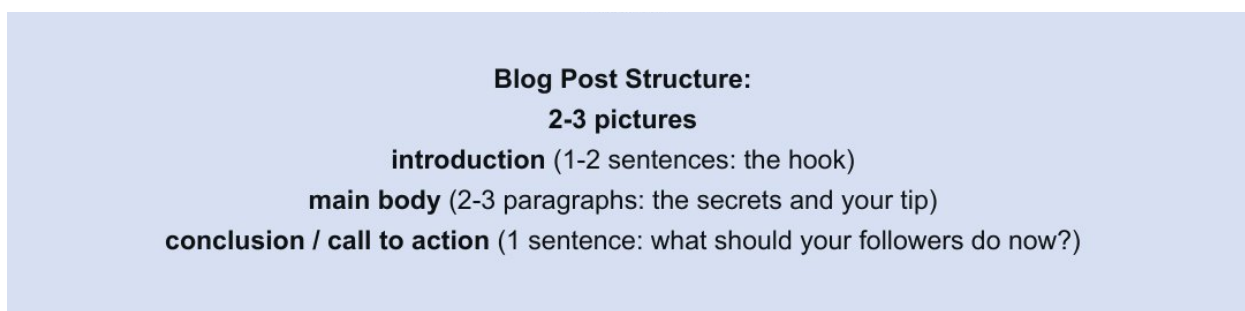 Blog Post Structure:
2-3 pictures
introduction (1-2 sentences: the hook)
main body (2-3 paragraphs: the secrets and your tip)
conclusion / call to action (1 sentence: what should your followers do now?)